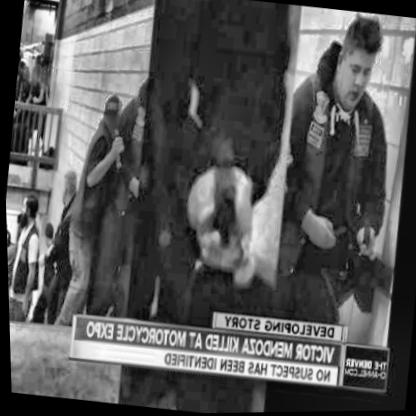 DEVELOPING STORY
VICTOR MENDOZA KILLED AT MOTORCYCLE EXPO
NO SUSPECT HAS BEEN IDENTIFIED
THE DENVER
CHANNEL.COM